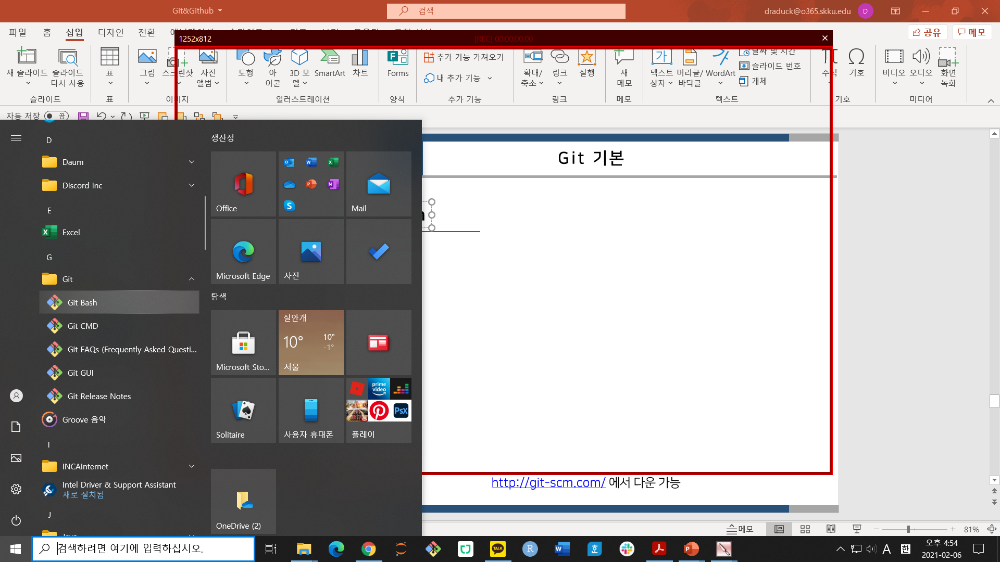 Git&Github
검색
draduck@o365.skku.edu
D
파일
홈
삽입
디자인
전환
공유
메모
1252x812
[REC] 00:00:00.00
새 슬라이드
슬라이드
다시 사용
표
그림
스크린샷
사진
앨범
도형
아
이콘
3D 모
델
SmartArt
차트
Forms
추가 기능 가져오기
내 추가 기능
확대/
축소
링크
실행
새
메모
텍스트
상자
머리글/
바닥글
WordArt
날짜 및 시간
슬라이드 번호
개체
수식
기호
비디오
오디오
화면
녹화
슬라이드
표
이미지
일러스트레이션
양식
추가 기능
링크
메모
텍스트
기호
미디어
자동 저장
끔
D
Daum
Discord Inc
E
Excel
G
Git
Git Bash
Git CMD
Git FAQs (Frequently Asked Questi...
Git GUI
Git Release Notes
Groove 음악
I
INCAInternet
Intel Driver & Support Assistant
새로 설치됨
J
생산성
Office
Mail
Microsoft Edge
사진
탐색
Microsoft Sto...
실안개
10°
10°
-1°
서울
prime video
PsX
Solitaire
사용자 휴대폰
플레이
OneDrive (2)
Git 기본
http://git-scm.com/ 에서 다운 가능
메모
81%
검색하려면 여기에 입력하십시오.
TALK
A
한
오후 4:54
2021-02-06